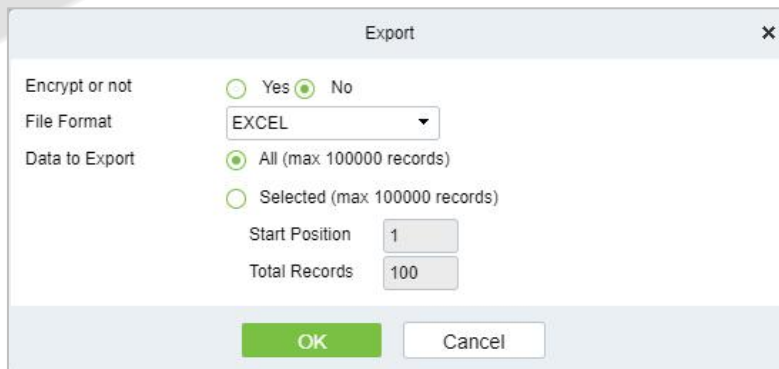 Export
Encrypt or not Yes No
File Format EXCEL
Data to Export All (max 100000 records)
Selected (max 100000 records)
Start Position 1
Total Records 100
OK Cancel